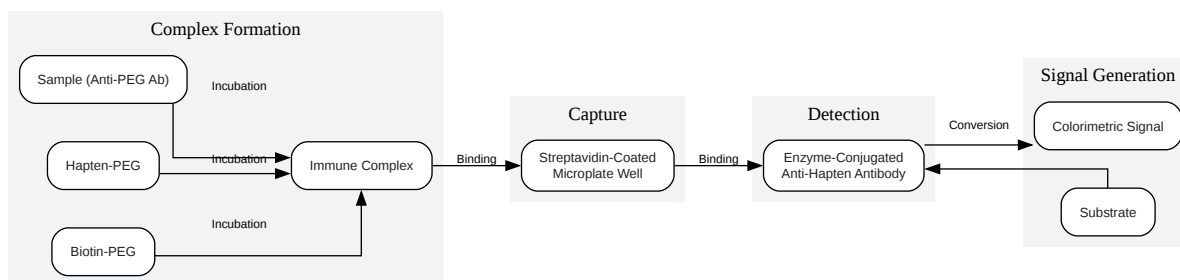 Complex Formation
Sample (Anti-PEG Ab)
Incubation
Hapten-PEG
Incubation
Immune Complex
Biotin-PEG
Incubation
Binding
Capture
Streptavidin-Coated
Microplate Well
Binding
Detection
Enzyme-Conjugated
Anti-Hapten Antibody
Conversion
Signal Generation
Colorimetric Signal
Substrate